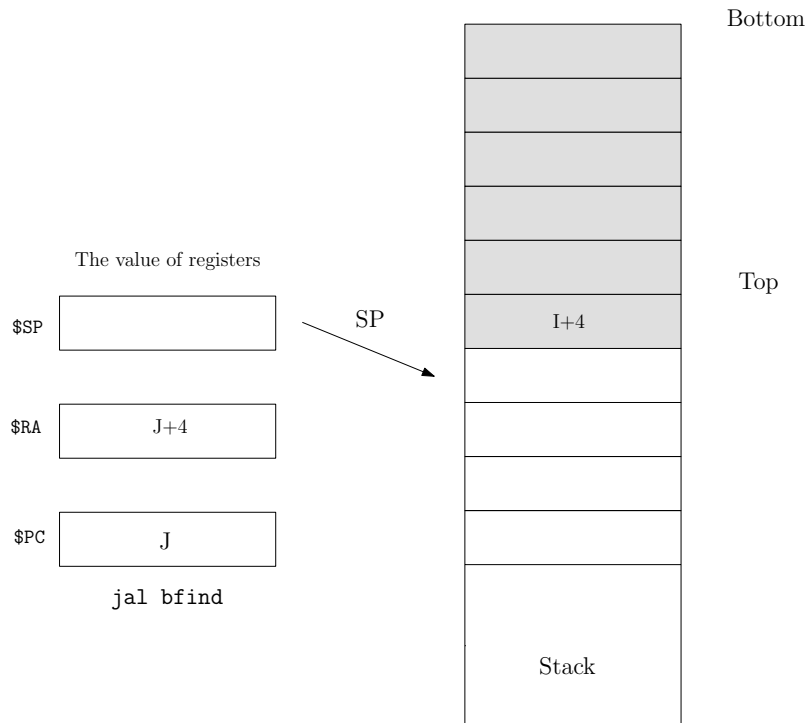 Bottom
The value of registers
Top
$SP
SP
I+4
$RA
J+4
$PC
J
jal bfind
Stack